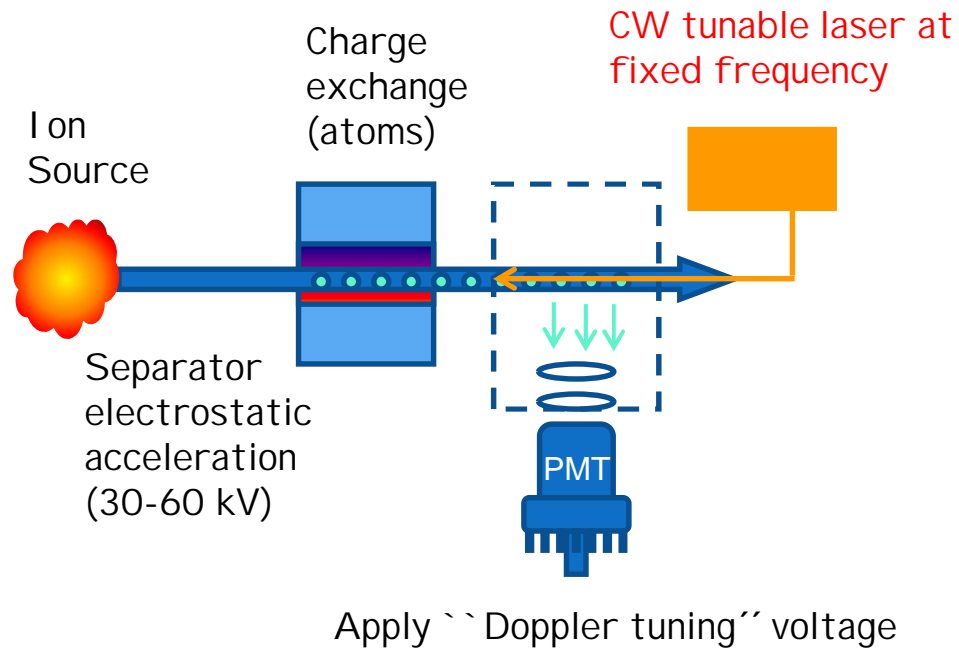 Ion
Source
Charge
exchange
(atoms)
CW tunable laser at
fixed frequency
Separator
electrostatic
acceleration
(30-60 kV)
PMT
Apply ``Doppler tuning´´ voltage